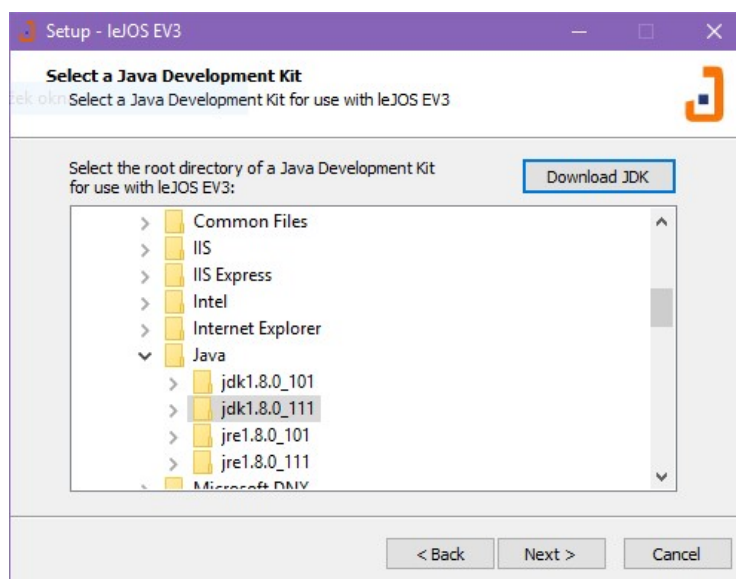 Setup - leJOS EV3
Select a Java Development Kit
Select a Java Development Kit for use with leJOS EV3
Select the root directory of a Java Development Kit
for use with leJOS EV3:
Download JDK
Common Files
IIS
IIS Express
Intel
Internet Explorer
Java
jdk1.8.0_101
jdk1.8.0_111
jre1.8.0_101
jre1.8.0_111
Microsoft DNX
< Back
Next >
Cancel